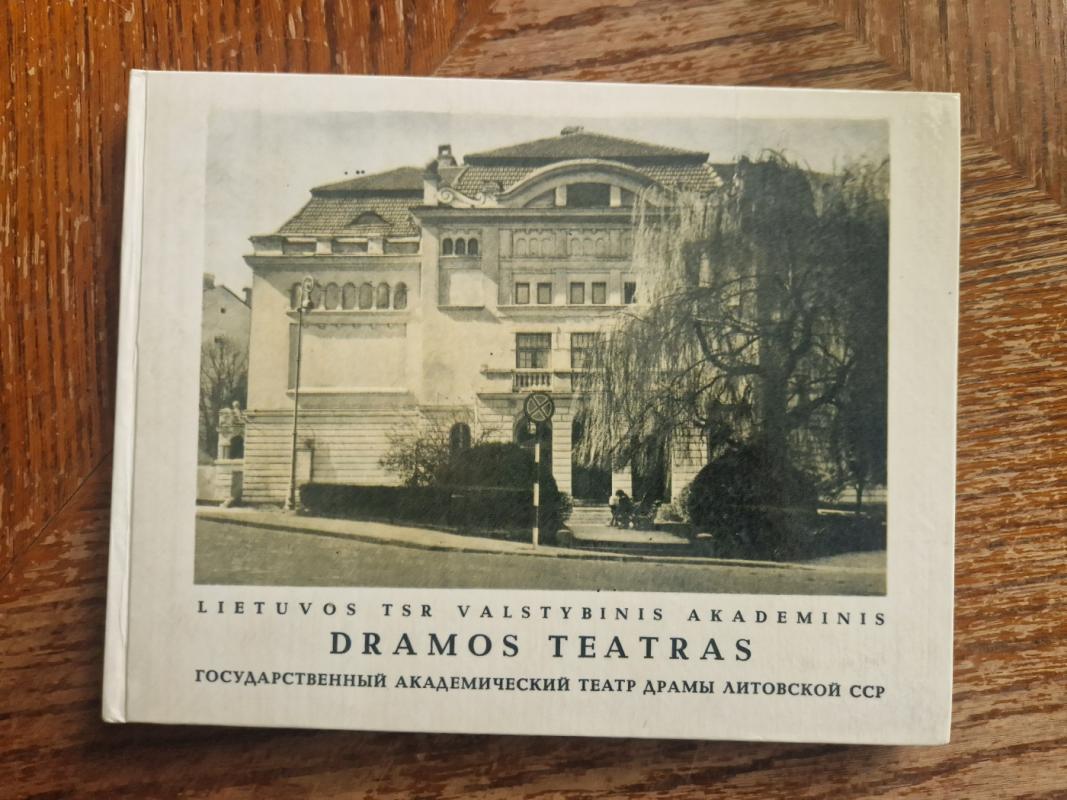 LIETUVOS TSR VALSTYBINIS AKADEMINIS
DRAMOS TEATRAS
ГОСУДАРСТВЕННЫЙ АКАДЕМИЧЕСКИЙ ТЕАТР ДРАМЫ ЛИТОВСКОЙ ССР